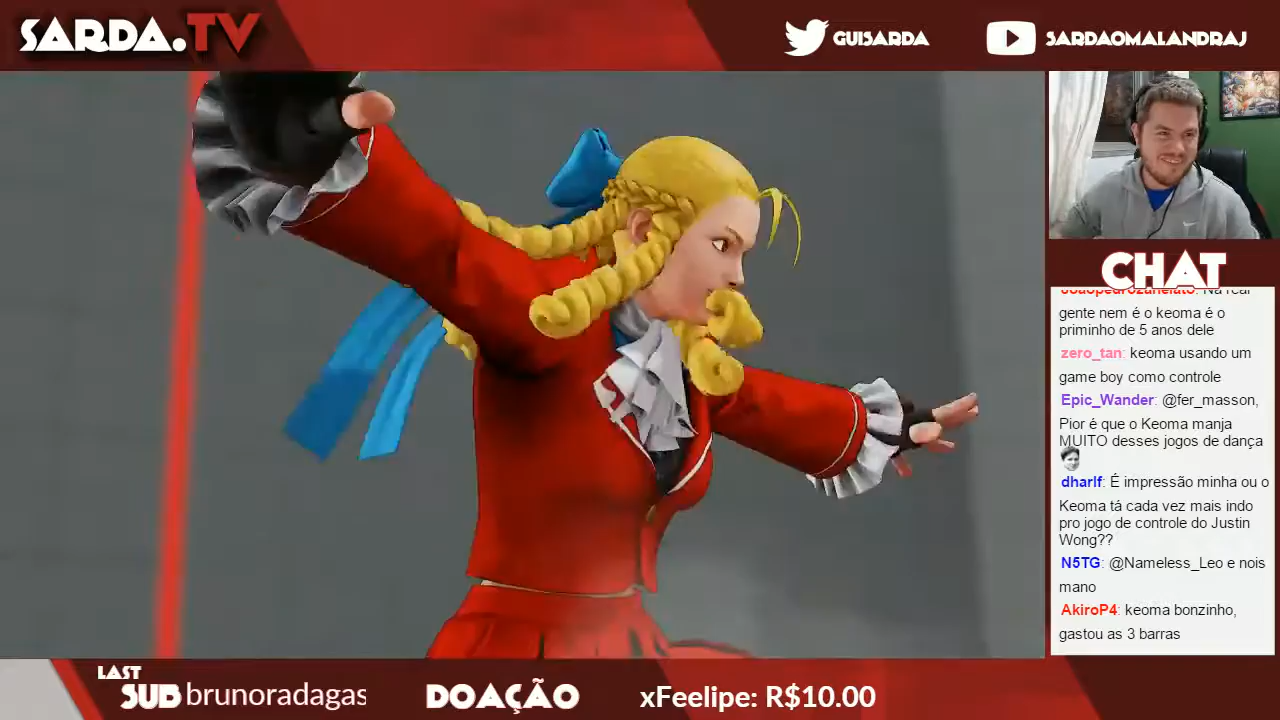 SARDA.TV
GUISARDA
SARDAOMALANDRAJ
CHAT
Joaopedrozanelato: Na real
gente nem é o keoma é o
priminho de 5 anos dele
zero_tan: keoma usando um
game boy como controle
Epic_Wander: @fer_masson,
Pior é que o Keoma manja
MUITO desses jogos de dança
dharlf: É impressão minha ou o
Keoma tá cada vez mais indo
pro jogo de controle do Justin
Wong??
N5TG: @Nameless_Leo e nois
mano
AkiroP4: keoma bonzinho,
gastou as 3 barras
LAST
SUB brunoradagas
DOAÇÃO
xFeelipe: R$10.00